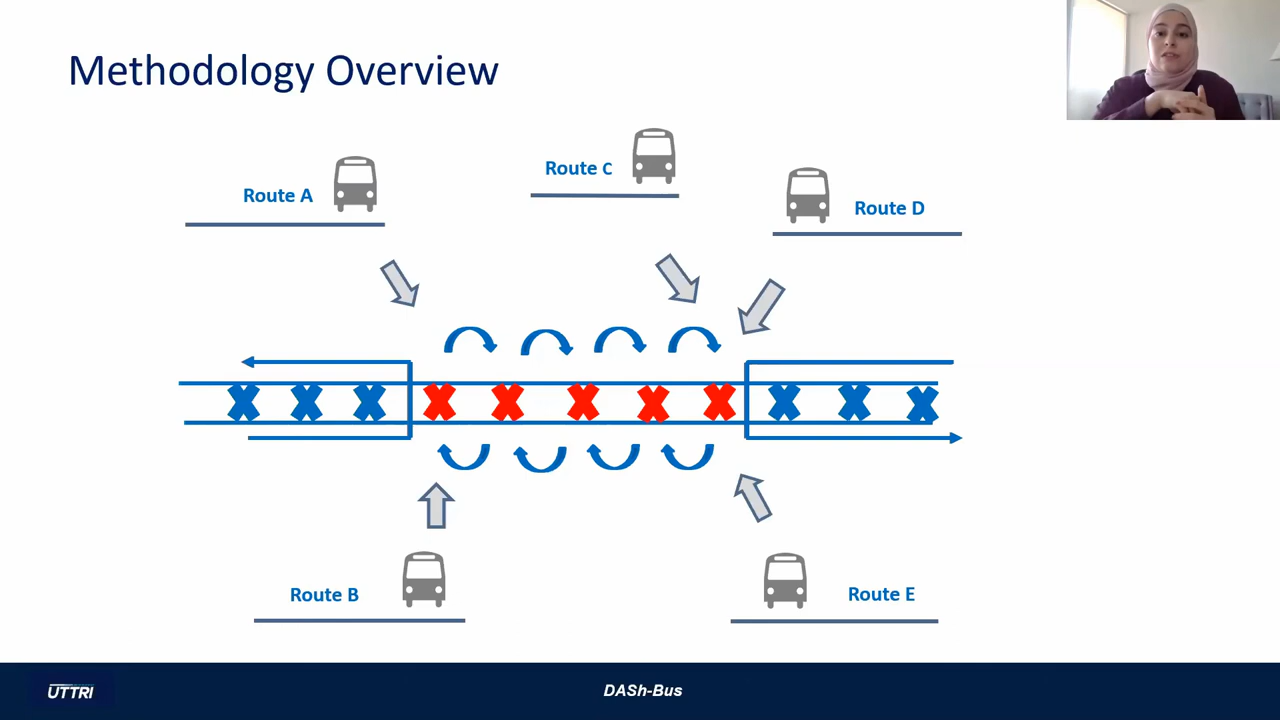 Methodology Overview
Route C
Route A
Route D
Route B
Route E
UTTRI
DASh-Bus